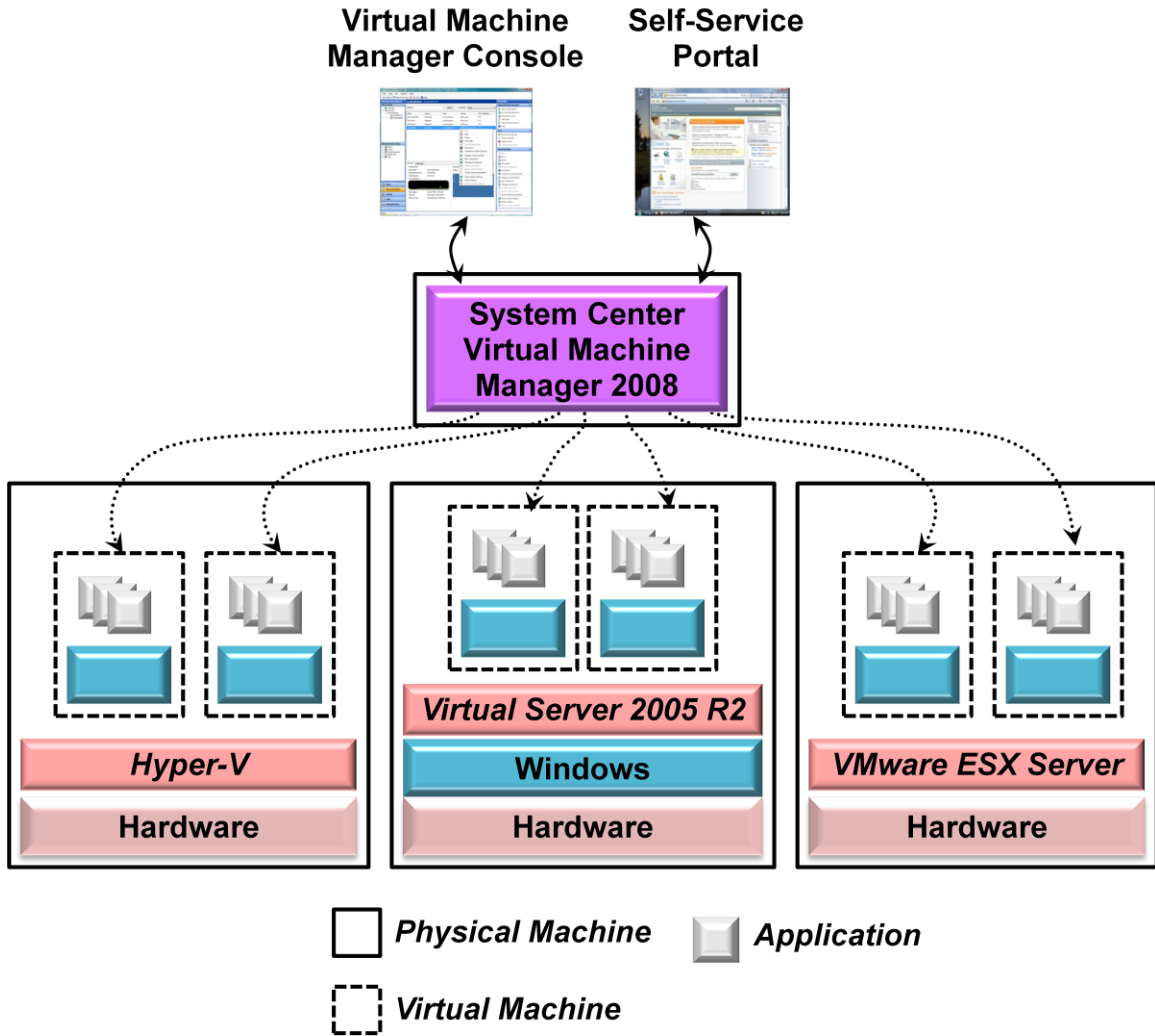 Virtual Machine
Manager Console
Self-Service
Portal
System Center
Virtual Machine
Manager 2008
Virtual Server 2005 R2
Hyper-V
Windows
VMware ESX Server
Hardware
Hardware
Hardware
Physical Machine
Application
Virtual Machine